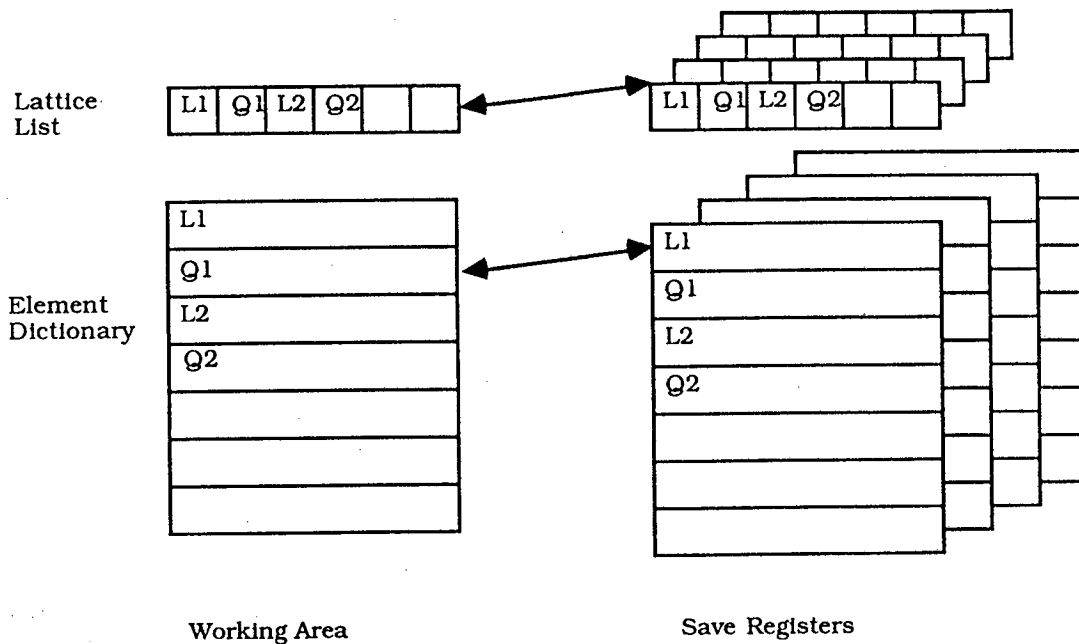 Lattice
List
L1 Q1 L2 Q2
L1 Q1 L2 Q2
Element
Dictionary
L1
Q1
L2
Q2
L1
Q1
L2
Q2
Working Area
Save Registers